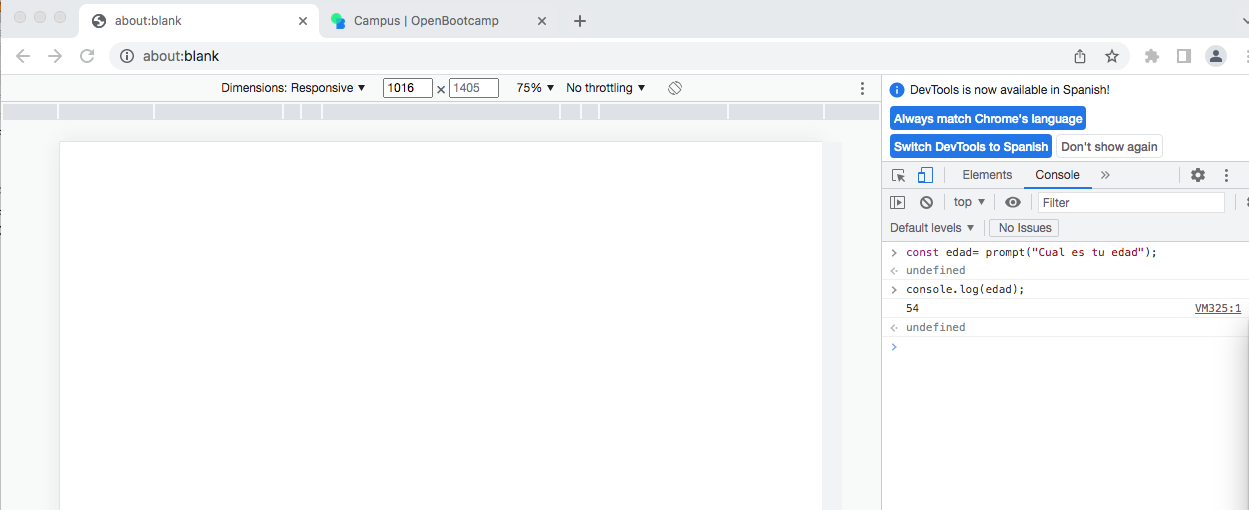 about:blank
Campus | OpenBootcamp
about:blank
Dimensions: Responsive 1016 × 1405 75% No throttling
DevTools is now available in Spanish!
Always match Chrome's language
Switch DevTools to Spanish Don't show again
Elements Console
top Filter
Default levels No Issues
const edad= prompt("Cual es tu edad");
undefined
console.log(edad);
54 VM325:1
undefined